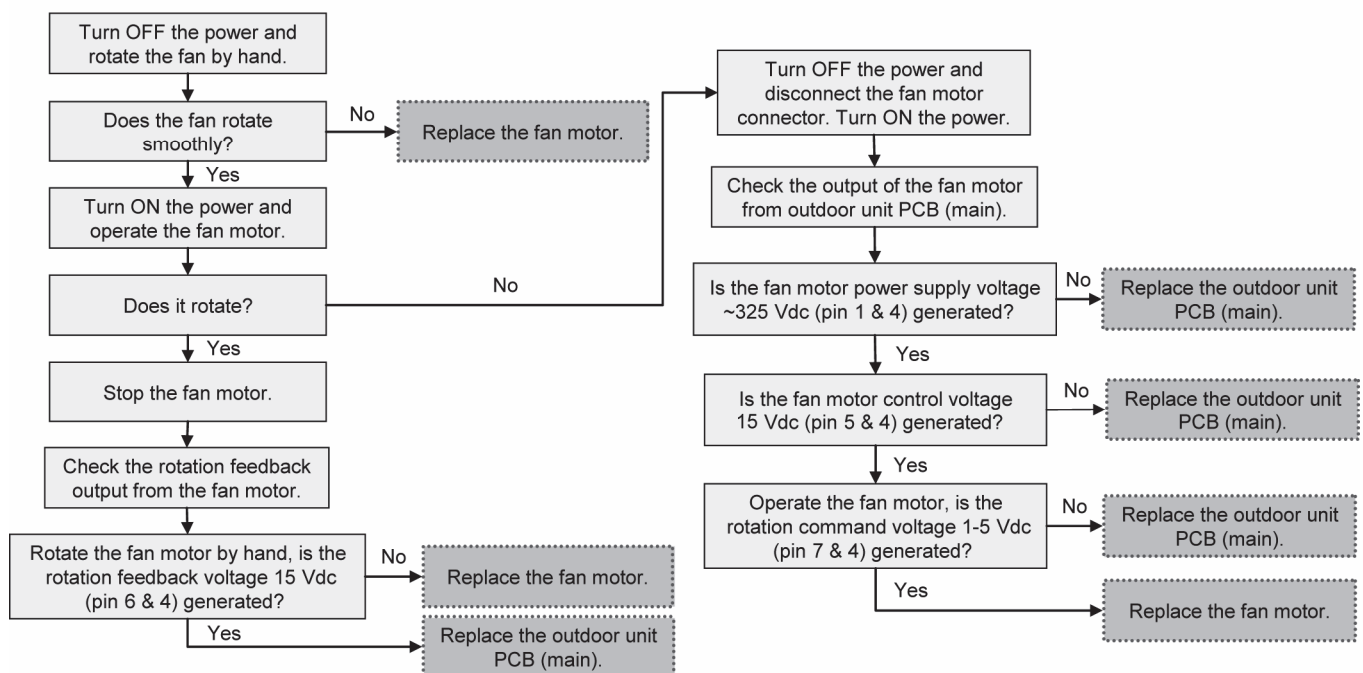 Turn OFF the power and
rotate the fan by hand.
Does the fan rotate
smoothly?
No
Replace the fan motor.
Yes
Turn ON the power and
operate the fan motor.
Does it rotate?
No
Yes
Stop the fan motor.
Check the rotation feedback
output from the fan motor.
Rotate the fan motor by hand, is the
rotation feedback voltage 15 Vdc
(pin 6 & 4) generated?
No
Replace the fan motor.
Yes
Replace the outdoor unit
PCB (main).
Turn OFF the power and
disconnect the fan motor
connector. Turn ON the power.
Check the output of the fan motor
from outdoor unit PCB (main).
Is the fan motor power supply voltage
~325 Vdc (pin 1 & 4) generated?
No
Replace the outdoor unit
PCB (main).
Yes
Is the fan motor control voltage
15 Vdc (pin 5 & 4) generated?
No
Replace the outdoor unit
PCB (main).
Yes
Operate the fan motor, is the
rotation command voltage 1-5 Vdc
(pin 7 & 4) generated?
No
Replace the outdoor unit
PCB (main).
Yes
Replace the fan motor.